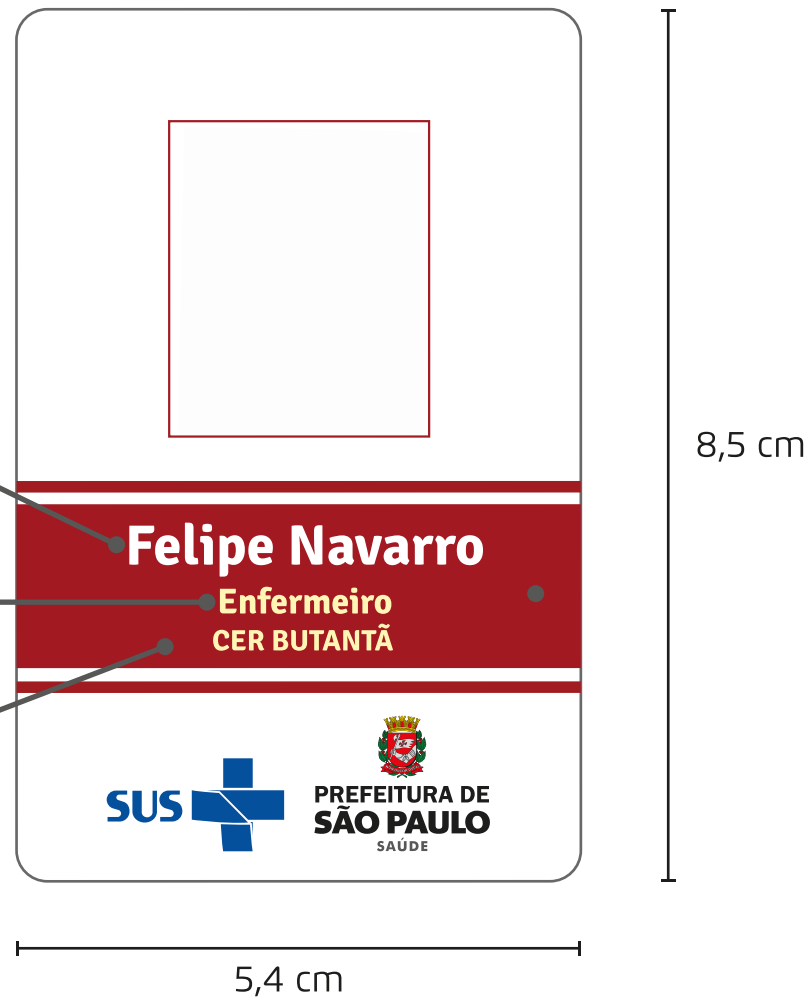 Felipe Navarro
Enfermeiro
CER BUTANTÃ
SUS
PREFEITURA DE
SÃO PAULO
SAÚDE
8,5 cm
5,4 cm